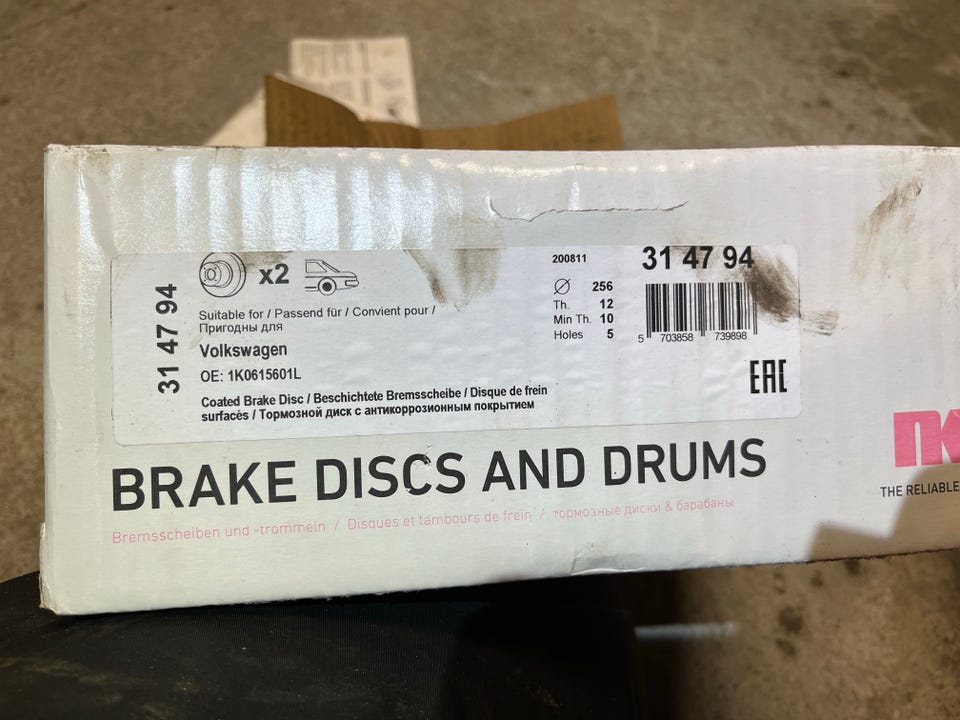 200811
31 47 94
x2
Ø 256
Th. 12
Min Th. 10
Holes 5
5 703858 739898
31 47 94
Suitable for / Passend für / Convient pour /
Пригодны для
Volkswagen
OE: 1K0615601L
Coated Brake Disc / Beschichtete Bremsscheibe / Disque de frein
surfacés / Тормозной диск с антикоррозионным покрытием
EAC
BRAKE DISCS AND DRUMS
Bremsscheiben und -trommeln / Disques et tambours de frein / тормозные диски & барабаны
THE RELIABLE